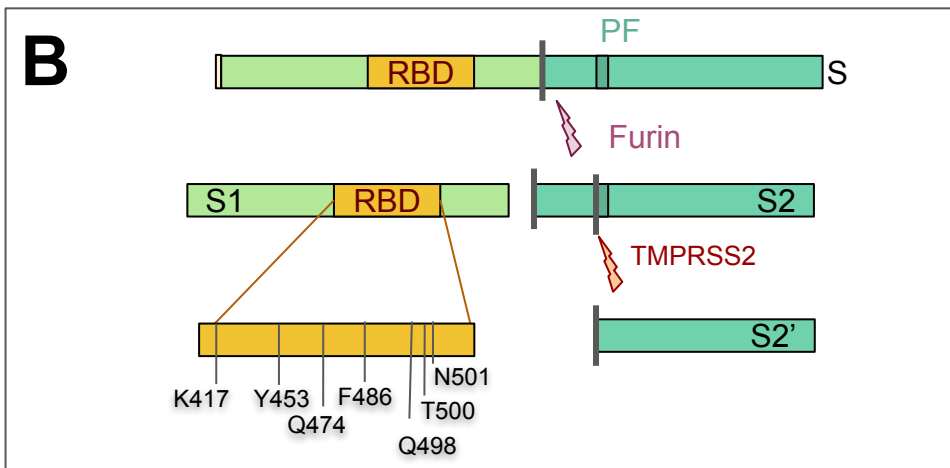 B
PF
RBD
S
Furin
S1
RBD
S2
TMPRSS2
S2’
N501
K417
Y453
F486
T500
Q474
Q498